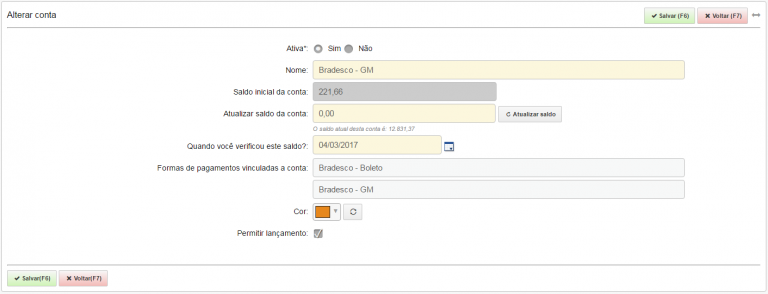 Alterar conta
✔ Salvar (F6) ✖ Voltar (F7)
Ativa*: Sim Não
Nome: Bradesco - GM
Saldo inicial da conta: 221,66
Atualizar saldo da conta: 0,00 Atualizar saldo
O saldo atual desta conta é: 12.831,37
Quando você verificou este saldo?: 04/03/2017
Formas de pagamentos vinculadas a conta: Bradesco - Boleto
Bradesco - GM
Cor:
Permitir lançamento:
✔ Salvar(F6) ✖ Voltar(F7)